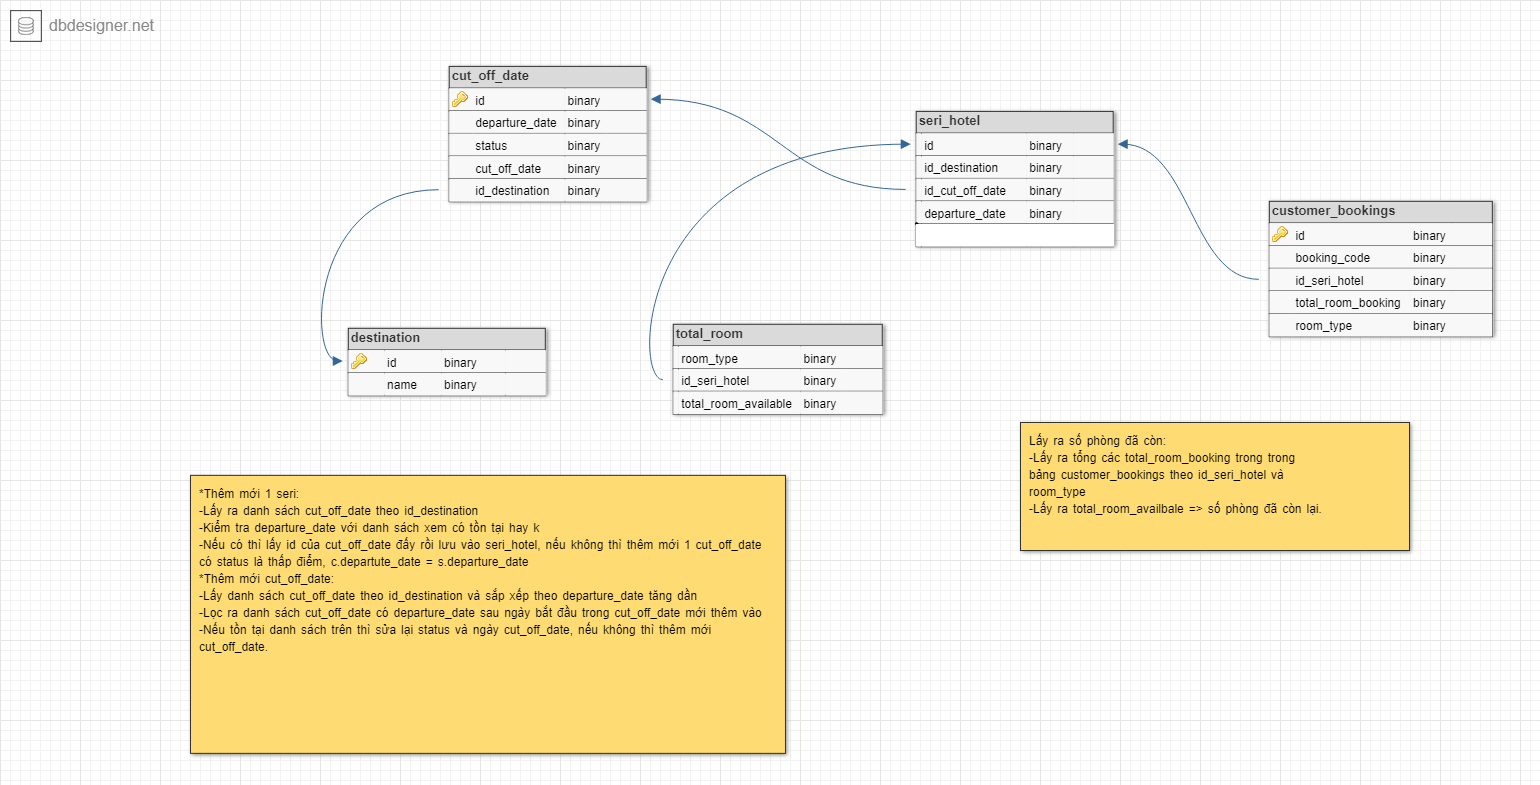 dbdesigner.net
cut_off_date
id binary
departure_date binary
status binary
cut_off_date binary
id_destination binary
seri_hotel
id binary
id_destination binary
id_cut_off_date binary
departure_date binary
customer_bookings
id binary
booking_code binary
id_seri_hotel binary
total_room_booking binary
room_type binary
destination
id binary
name binary
total_room
room_type binary
id_seri_hotel binary
total_room_available binary
Lấy ra số phòng đã còn:
-Lấy ra tổng các total_room_booking trong trong
bảng customer_bookings theo id_seri_hotel và
room_type
-Lấy ra total_room_availbale => số phòng đã còn lại.
*Thêm mới 1 seri:
-Lấy ra danh sách cut_off_date theo id_destination
-Kiểm tra departure_date với danh sách xem có tồn tại hay k
-Nếu có thì lấy id của cut_off_date đấy rồi lưu vào seri_hotel, nếu không thì thêm mới 1 cut_off_date
có status là thấp điểm, c.departute_date = s.departure_date
*Thêm mới cut_off_date:
-Lấy danh sách cut_off_date theo id_destination và sắp xếp theo departure_date tăng dần
-Lọc ra danh sách cut_off_date có departure_date sau ngày bắt đầu trong cut_off_date mới thêm vào
-Nếu tồn tại danh sách trên thì sửa lại status và ngày cut_off_date, nếu không thì thêm mới
cut_off_date.